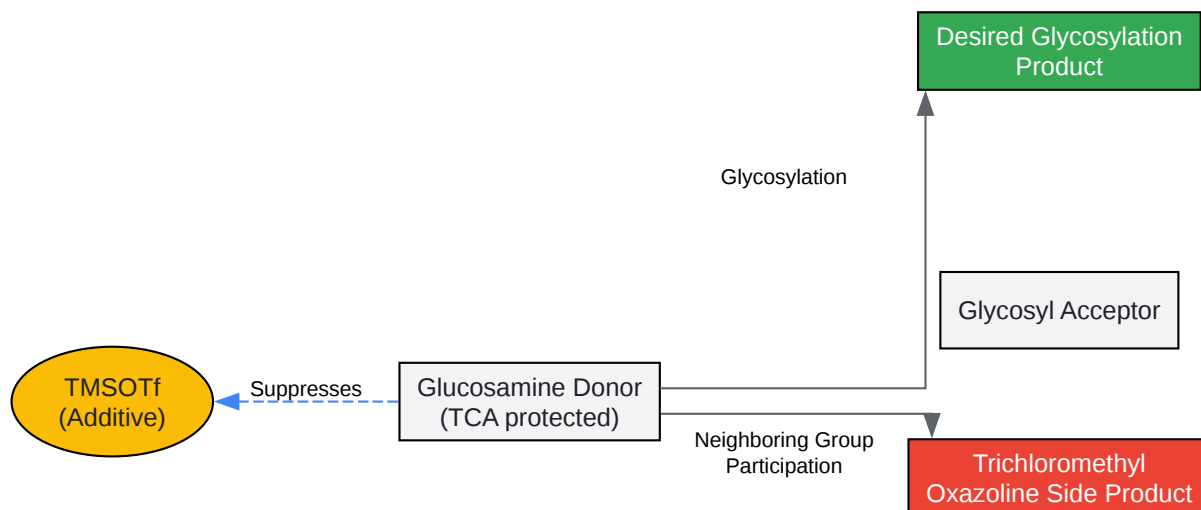 Desired Glycosylation
Product
Glycosylation
Glycosyl Acceptor
TMSOTf
(Additive)
Suppresses
Glucosamine Donor
(TCA protected)
Neighboring Group
Participation
Trichloromethyl
Oxazoline Side Product